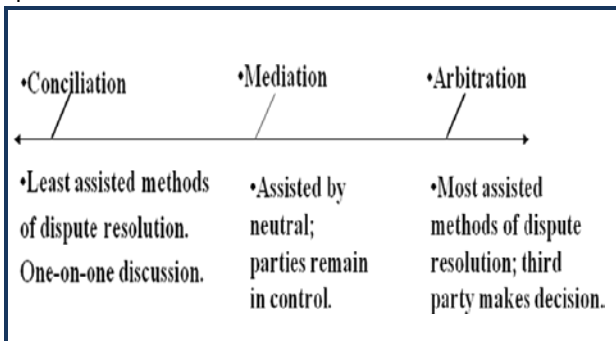 •Conciliation
•Mediation
•Arbitration
•Least assisted methods
of dispute resolution.
One-on-one discussion.
•Assisted by
neutral;
parties remain
in control.
•Most assisted
methods of dispute
resolution; third
party makes decision.